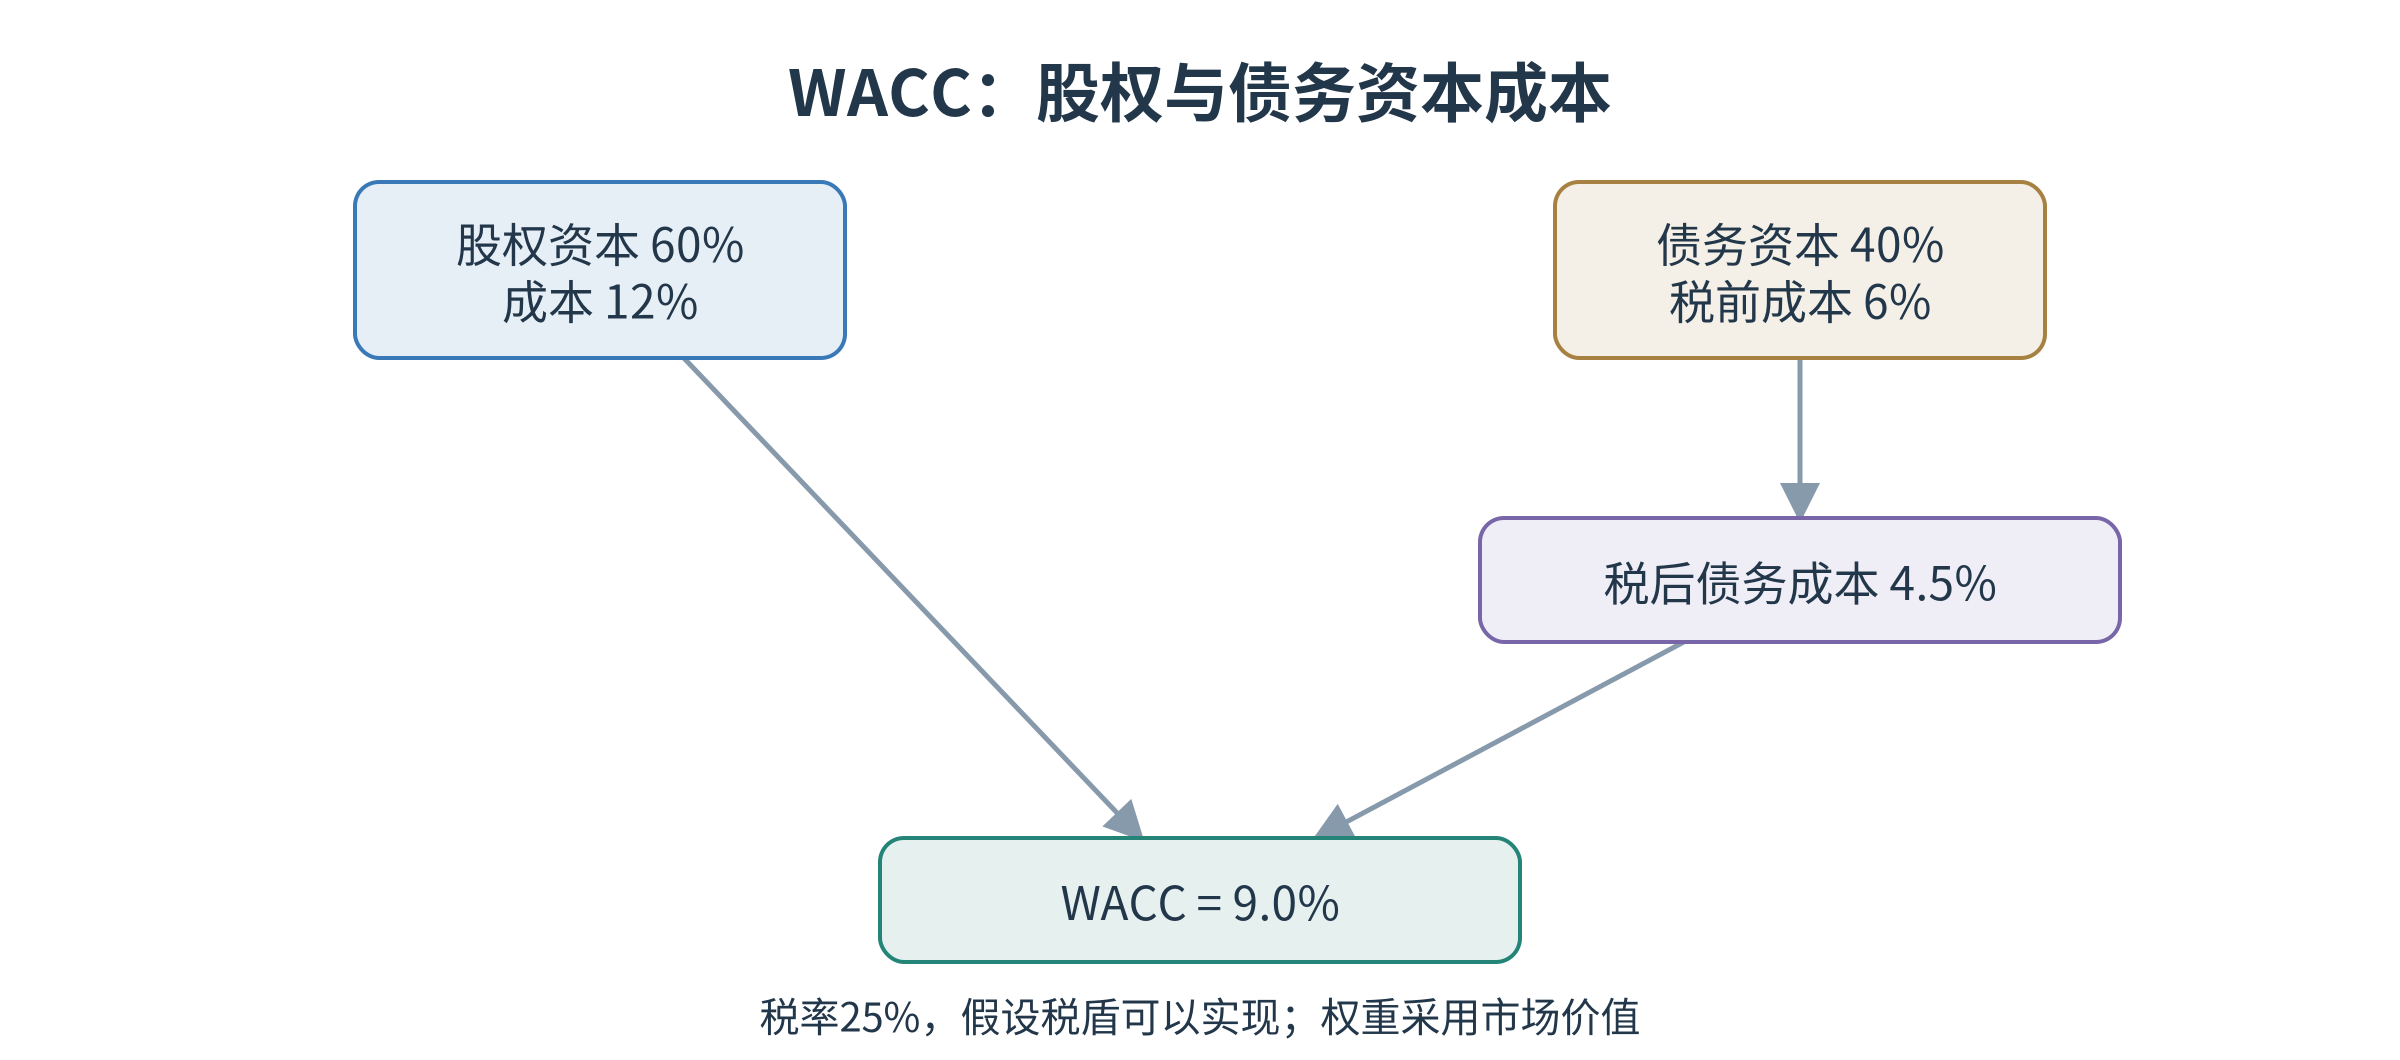 WACC：股权与债务资本成本
股权资本 60%
成本 12%
债务资本 40%
税前成本 6%
税后债务成本 4.5%
WACC = 9.0%
税率25%，假设税盾可以实现；权重采用市场价值